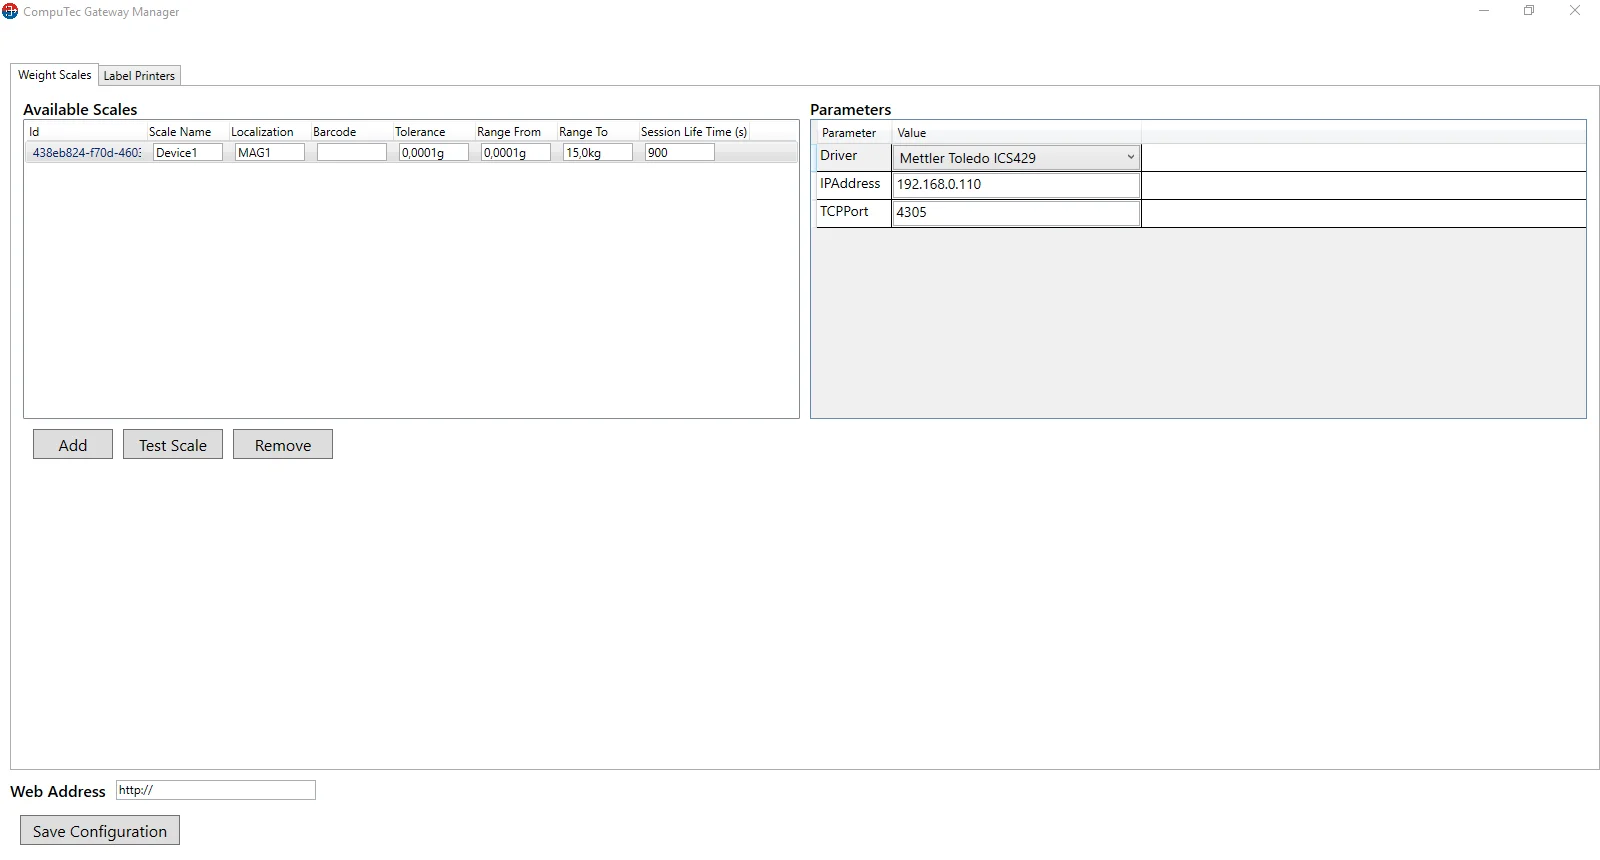 CompuTec Gateway Manager
Weight Scales Label Printers
Available Scales
Id Scale Name Localization Barcode Tolerance Range From Range To Session Life Time (s)
438eb824-f70d-460 Device1 MAG1 0,0001g 0,0001g 15,0kg 900
Add Test Scale Remove
Parameters
Parameter Value
Driver Mettler Toledo ICS429
IPAddress 192.168.0.110
TCPPort 4305
Web Address http://
Save Configuration